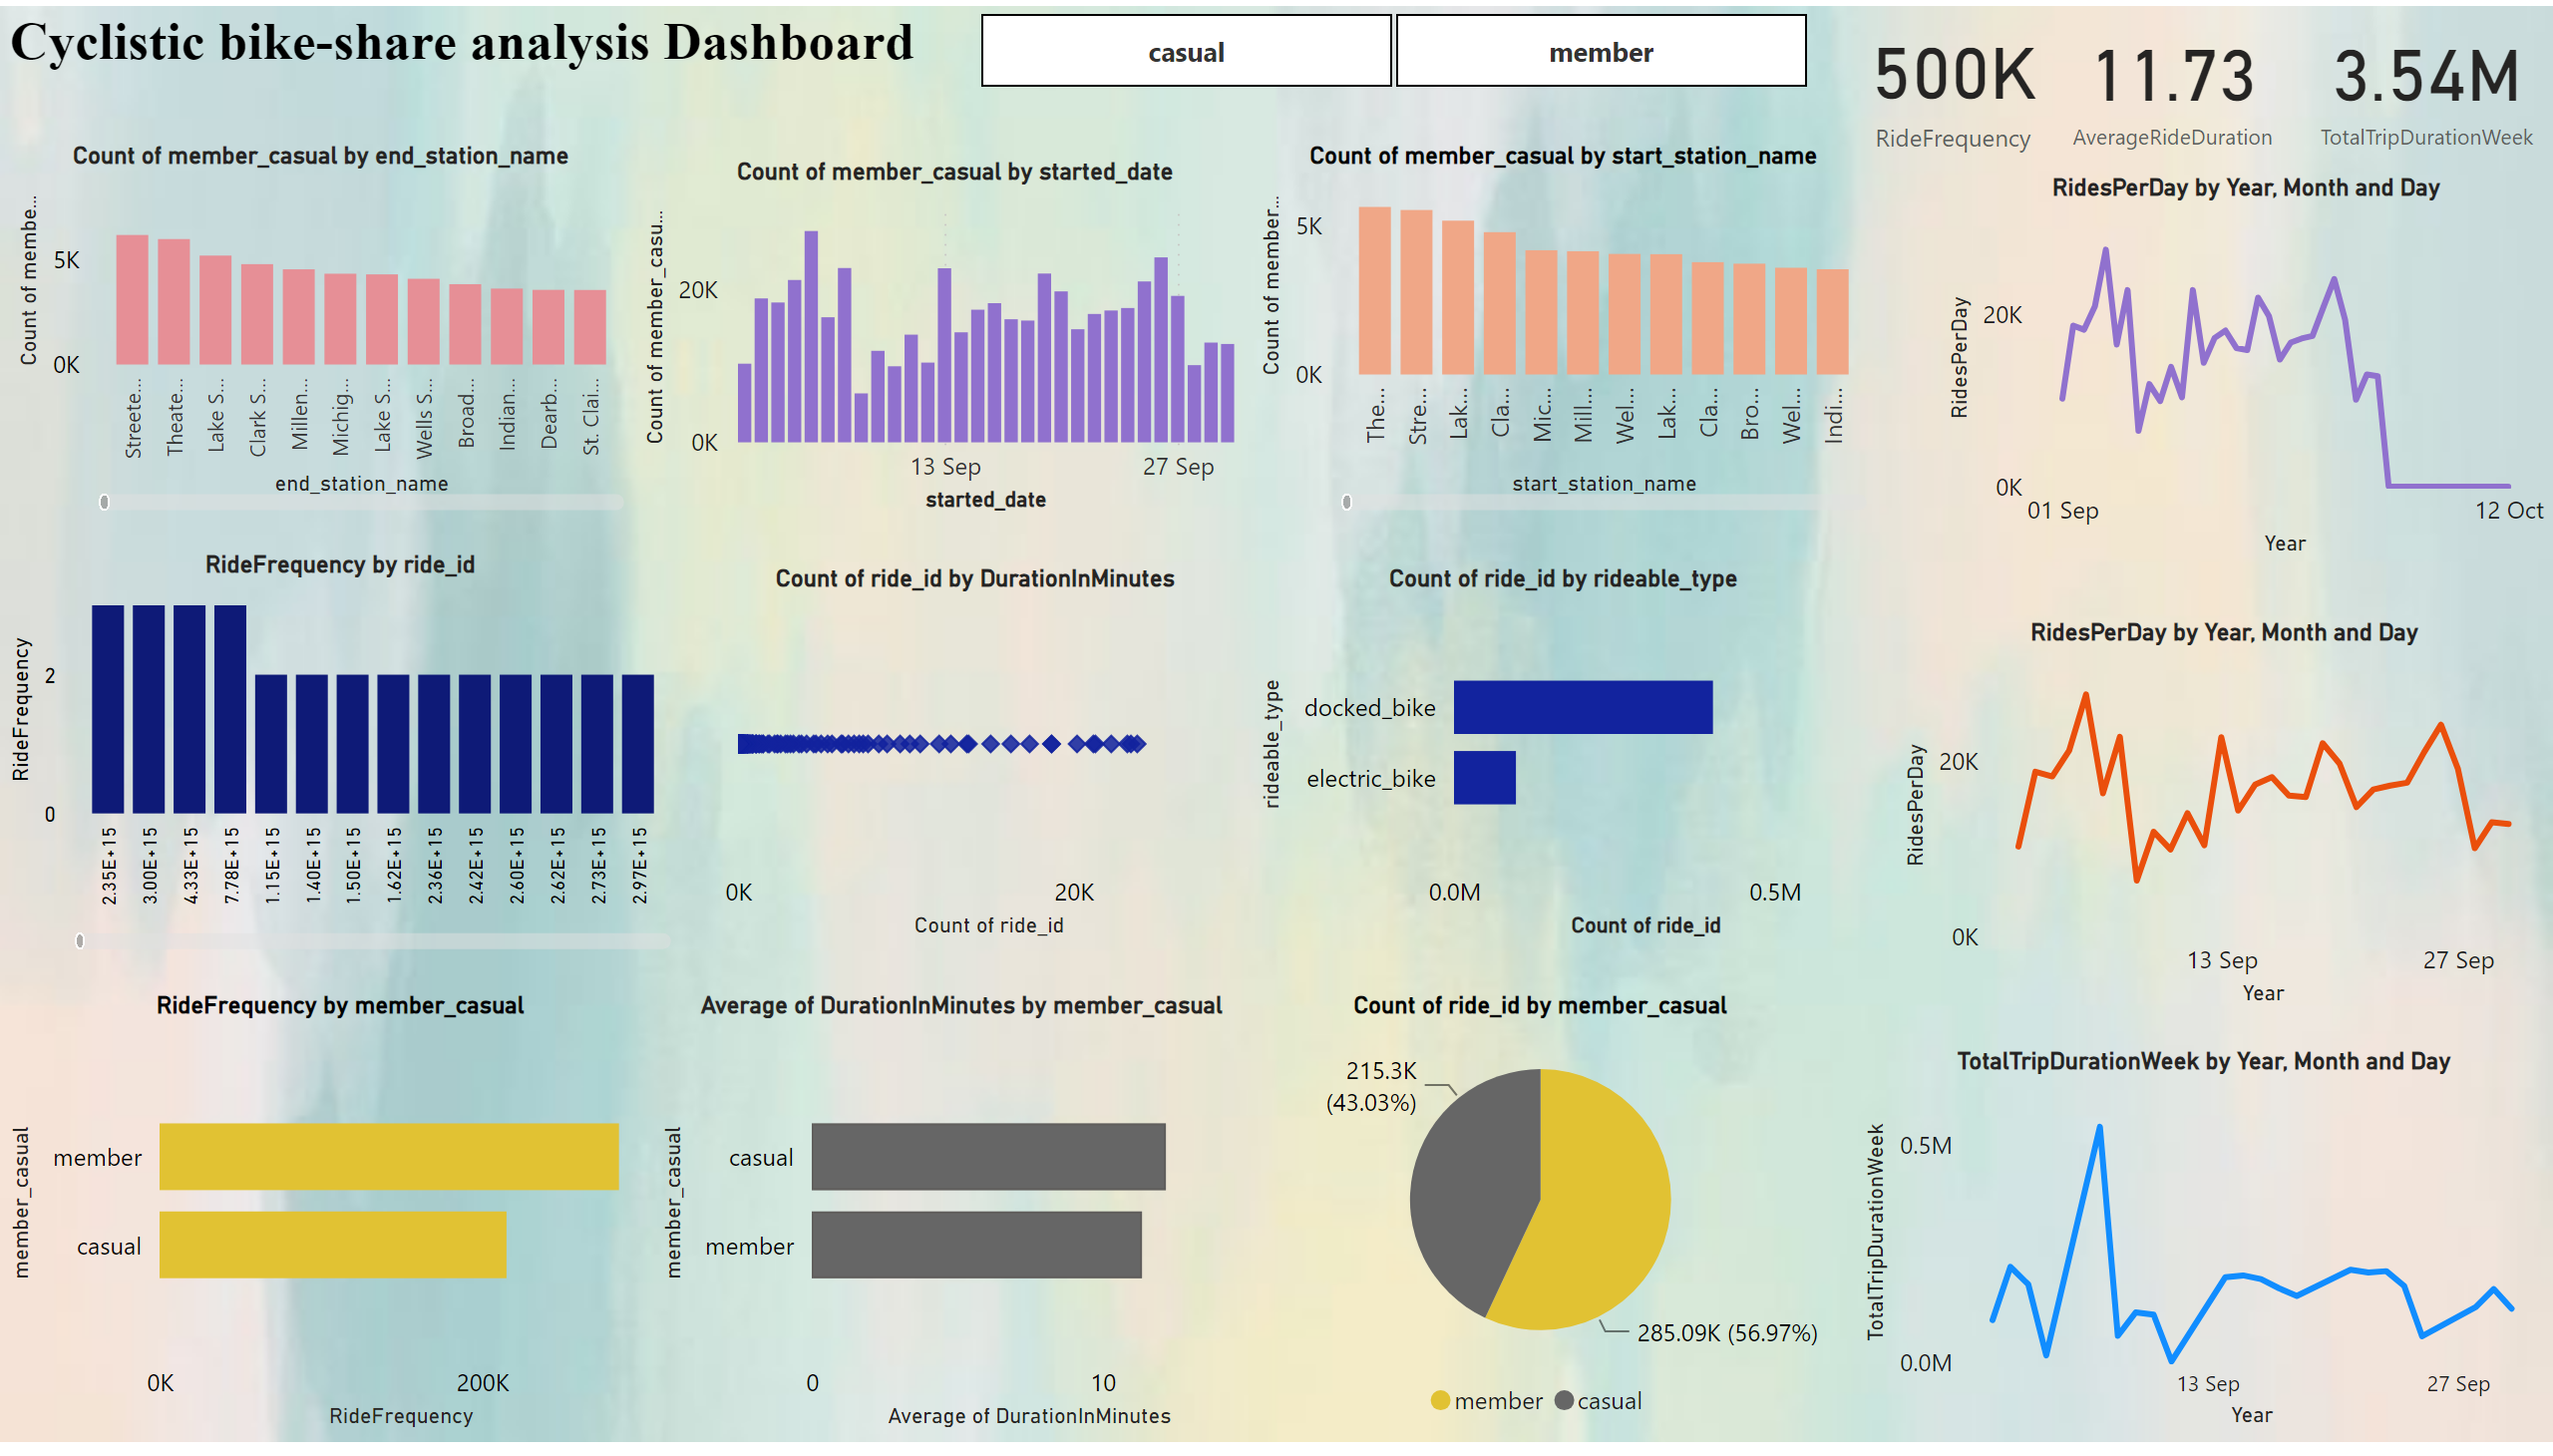 Cyclistic bike-share analysis Dashboard
casual
member
500K
RideFrequency
11.73
AverageRideDuration
3.54M
TotalTripDurationWeek
Count of member_casual by end_station_name
Count of membe...
5K
0K
Streete...
Theate...
Lake S...
Clark S...
Millen...
Michig...
Lake S...
Wells S...
Broad...
Indian...
Dearb...
St. Clai...
end_station_name
Count of member_casual by started_date
Count of member_casu...
20K
0K
13 Sep
27 Sep
started_date
Count of member_casual by start_station_name
Count of member...
5K
0K
The...
Stre...
Lak...
Cla...
Mic...
Mill...
Wel...
Lak...
Cla...
Bro...
Wel...
Indi...
start_station_name
RidesPerDay by Year, Month and Day
RidesPerDay
20K
0K
01 Sep
12 Oct
Year
RideFrequency by ride_id
RideFrequency
2
0
2.35E+15
3.00E+15
4.33E+15
7.78E+15
1.15E+15
1.40E+15
1.50E+15
1.62E+15
2.36E+15
2.42E+15
2.60E+15
2.62E+15
2.73E+15
2.97E+15
Count of ride_id by DurationInMinutes
0K
20K
Count of ride_id
Count of ride_id by rideable_type
rideable_type
docked_bike
electric_bike
0.0M
0.5M
Count of ride_id
RidesPerDay by Year, Month and Day
RidesPerDay
20K
0K
13 Sep
27 Sep
Year
RideFrequency by member_casual
member_casual
member
casual
0K
200K
RideFrequency
Average of DurationInMinutes by member_casual
member_casual
casual
member
0
10
Average of DurationInMinutes
Count of ride_id by member_casual
215.3K
(43.03%)
285.09K (56.97%)
member
casual
TotalTripDurationWeek by Year, Month and Day
TotalTripDurationWeek
0.5M
0.0M
13 Sep
27 Sep
Year